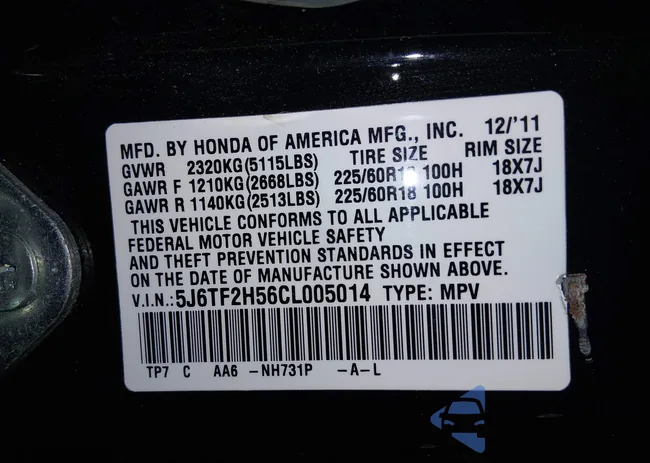 MFD. BY HONDA OF AMERICA MFG., INC. 12/'11
GVWR 2320KG(5115LBS) TIRE SIZE RIM SIZE
GAWR F 1210KG(2668LBS) 225/60R18 100H 18X7J
GAWR R 1140KG(2513LBS) 225/60R18 100H 18X7J
THIS VEHICLE CONFORMS TO ALL APPLICABLE
FEDERAL MOTOR VEHICLE SAFETY
AND THEFT PREVENTION STANDARDS IN EFFECT
ON THE DATE OF MANUFACTURE SHOWN ABOVE.
V.I.N.:5J6TF2H56CL005014 TYPE: MPV
TP7 C AA6 -NH731P -A-L